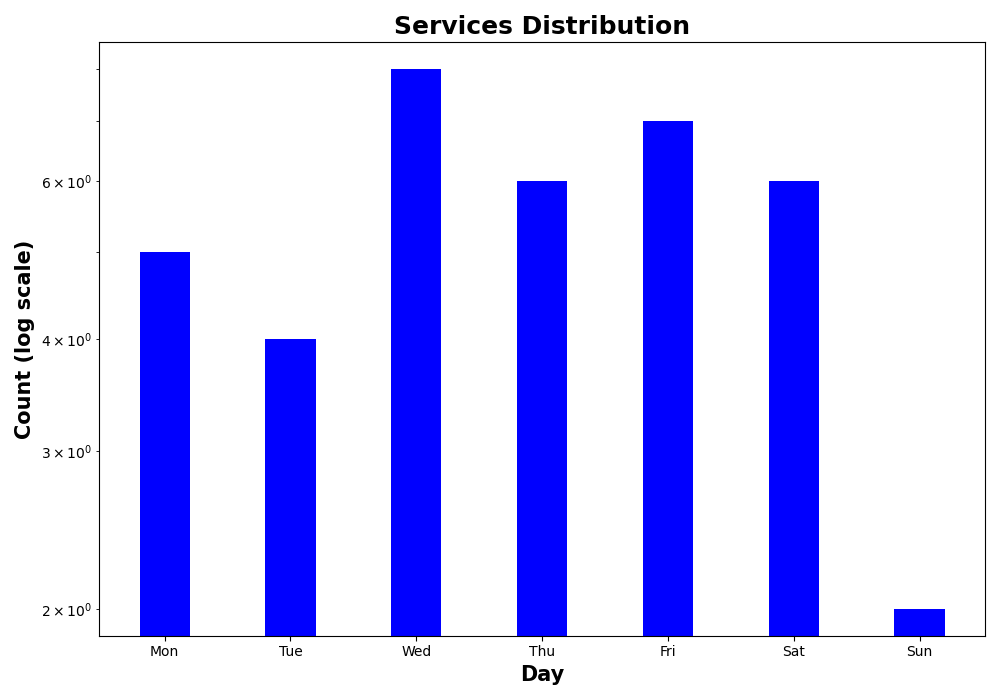 Services Distribution
Count (log scale)
6 × 10⁰
4 × 10⁰
3 × 10⁰
2 × 10⁰
Mon Tue Wed Thu Fri Sat Sun
Day